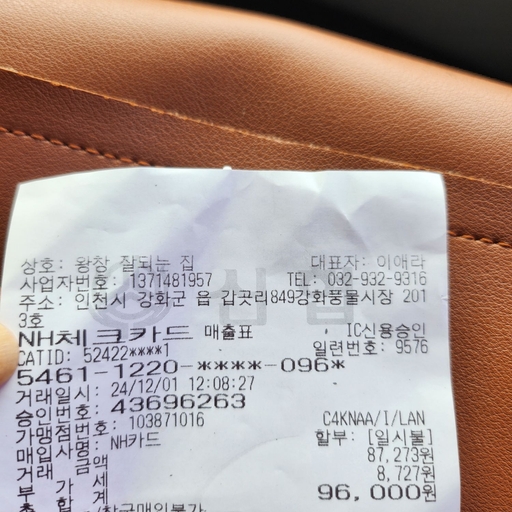 상호: 왕창 잘되는 집 대표자: 이애라
사업자번호: 1371481957 TEL: 032-932-9316
주소: 인천시 강화군 읍 갑곳리849강화풍물시장 201
3호
NH체크카드 매출표 IC신용승인
CATID: 52422****1 일련번호: 9576
5461-1220-****-096*
거래일시: 24/12/01 12:08:27
승인번호: 43696263
가맹점번호: 103871016 C4KNAA/I/LAN
매입사명: NH카드 할부: [일시불]
거래 금액 87,273원
부 가 세 8,727원
총 합 계 96,000원